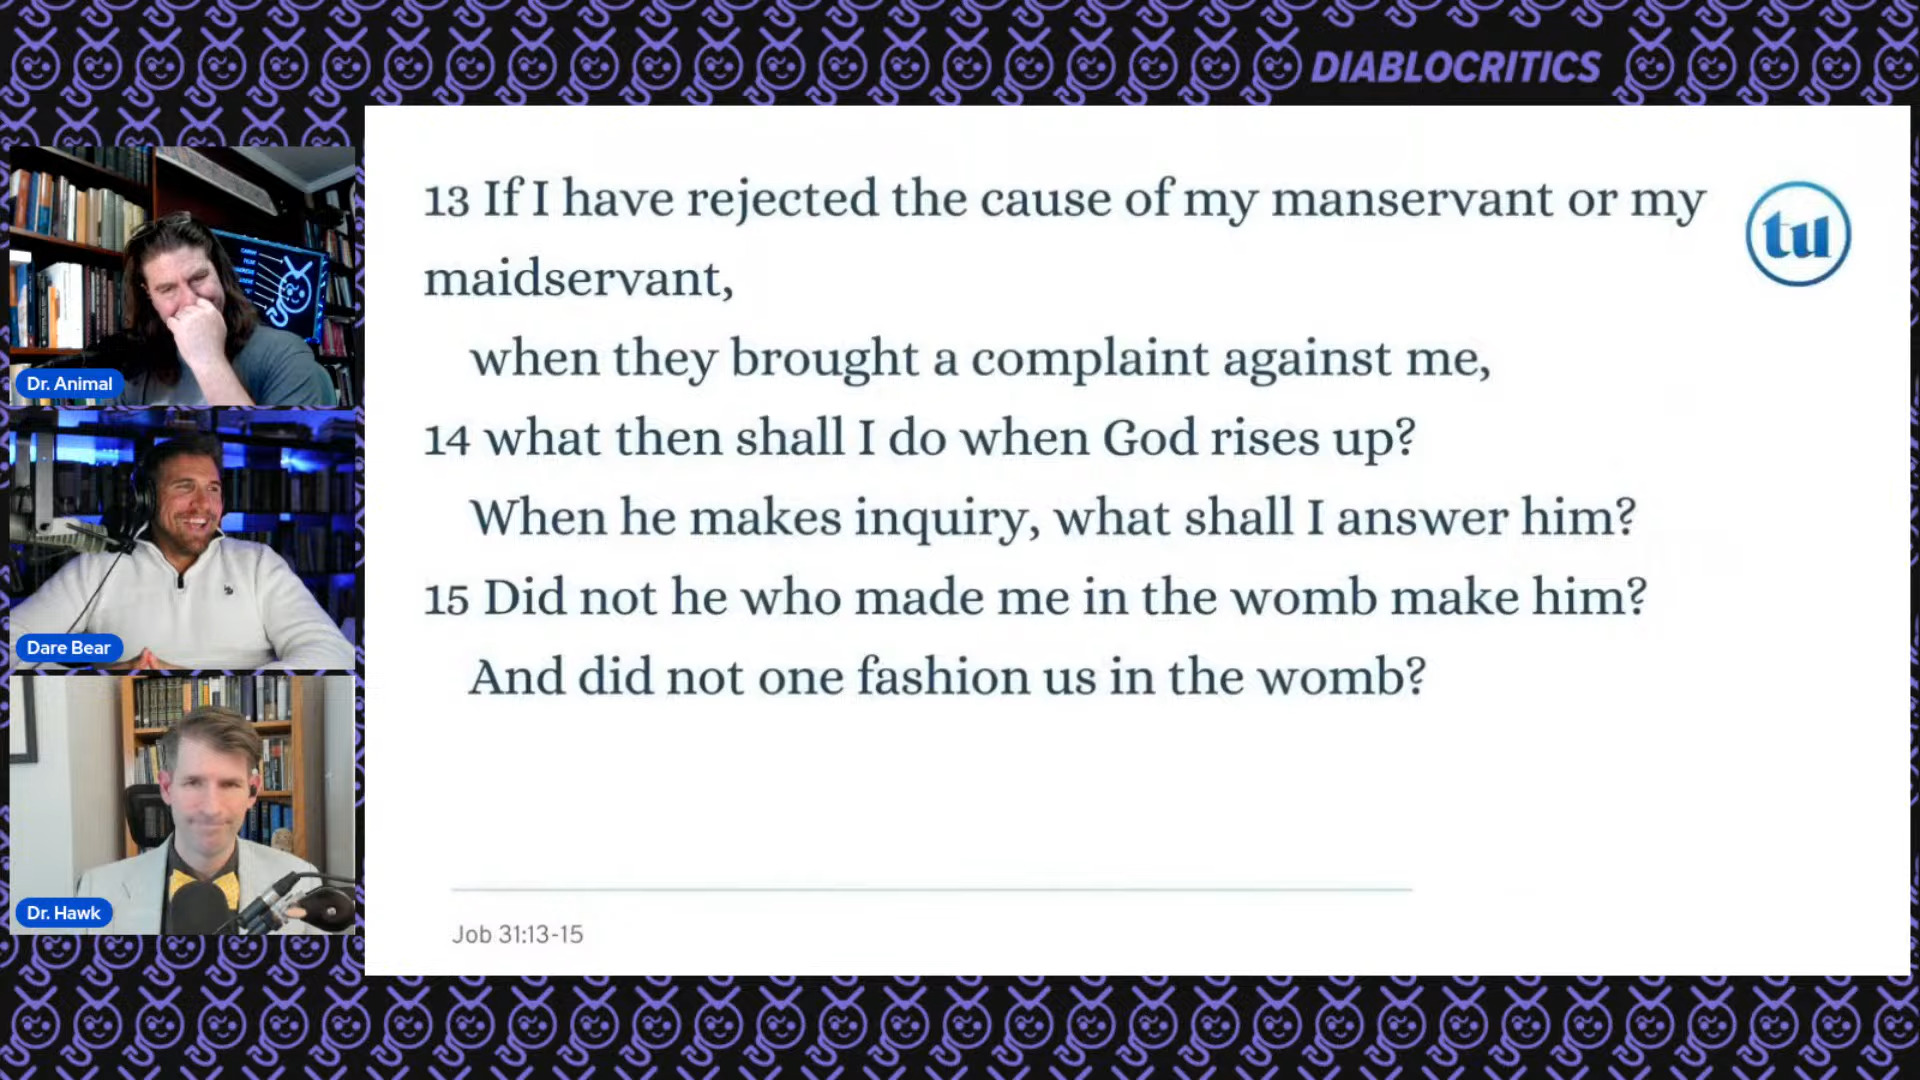 DIABLOCRITICS
13 If I have rejected the cause of my manservant or my
maidservant,
when they brought a complaint against me,
14 what then shall I do when God rises up?
When he makes inquiry, what shall I answer him?
15 Did not he who made me in the womb make him?
And did not one fashion us in the womb?
Job 31:13-15
tu
Dr. Animal
Dare Bear
Dr. Hawk